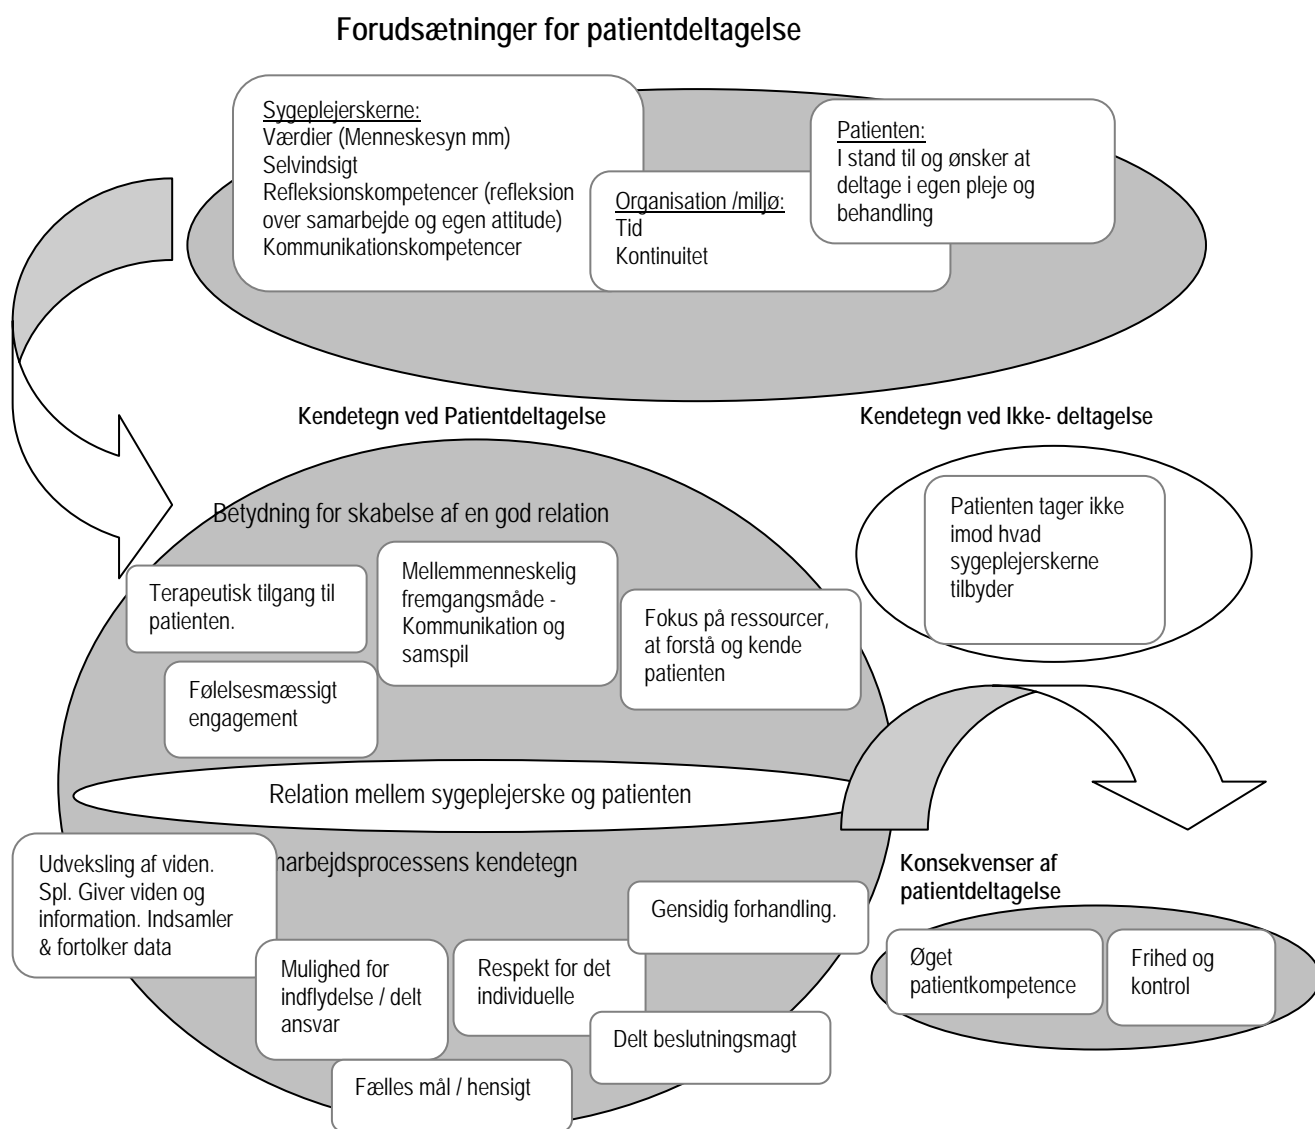 Forudsætninger for patientdeltagelse
Sygeplejerskerne:
Værdier (Menneskesyn mm)
Selvindsigt
Refleksionskompetencer (refleksion
over samarbejde og egen attitude)
Kommunikationskompetencer
Organisation /miljø:
Tid
Kontinuitet
Patienten:
I stand til og ønsker at
deltage i egen pleje og
behandling
Kendetegn ved Patientdeltagelse
Betydning for skabelse af en god relation
Terapeutisk tilgang til
patienten.
Mellemmenneskelig
fremgangsmåde -
Kommunikation og
samspil
Fokus på ressourcer,
at forstå og kende
patienten
Følelsesmæssigt
engagement
Relation mellem sygeplejerske og patienten
marbejdsprocessens kendetegn
Udveksling af viden.
Spl. Giver viden og
information. Indsamler
& fortolker data
Gensidig forhandling.
Mulighed for
indflydelse / delt
ansvar
Respekt for det
individuelle
Delt beslutningsmagt
Fælles mål / hensigt
Kendetegn ved Ikke- deltagelse
Patienten tager ikke
imod hvad
sygeplejerskerne
tilbyder
Konsekvenser af
patientdeltagelse
Øget
patientkompetence
Frihed og
kontrol